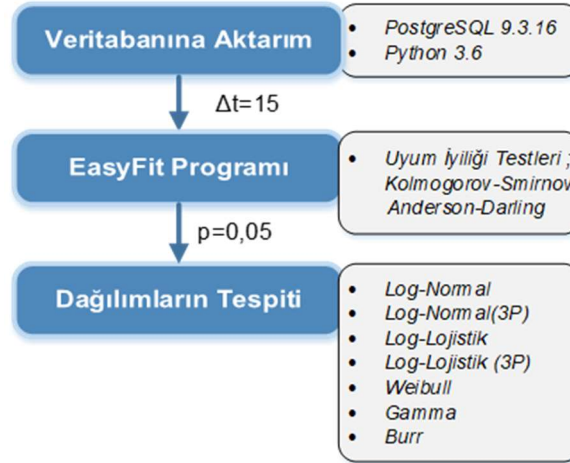 Veritabanına Aktarım
• PostgreSQL 9.3.16
• Python 3.6
Δt=15
EasyFit Programı
• Uyum İyiliği Testleri ;
Kolmogorov-Smirnov
Anderson-Darling
p=0,05
Dağılımların Tespiti
• Log-Normal
• Log-Normal(3P)
• Log-Lojistik
• Log-Lojistik (3P)
• Weibull
• Gamma
• Burr